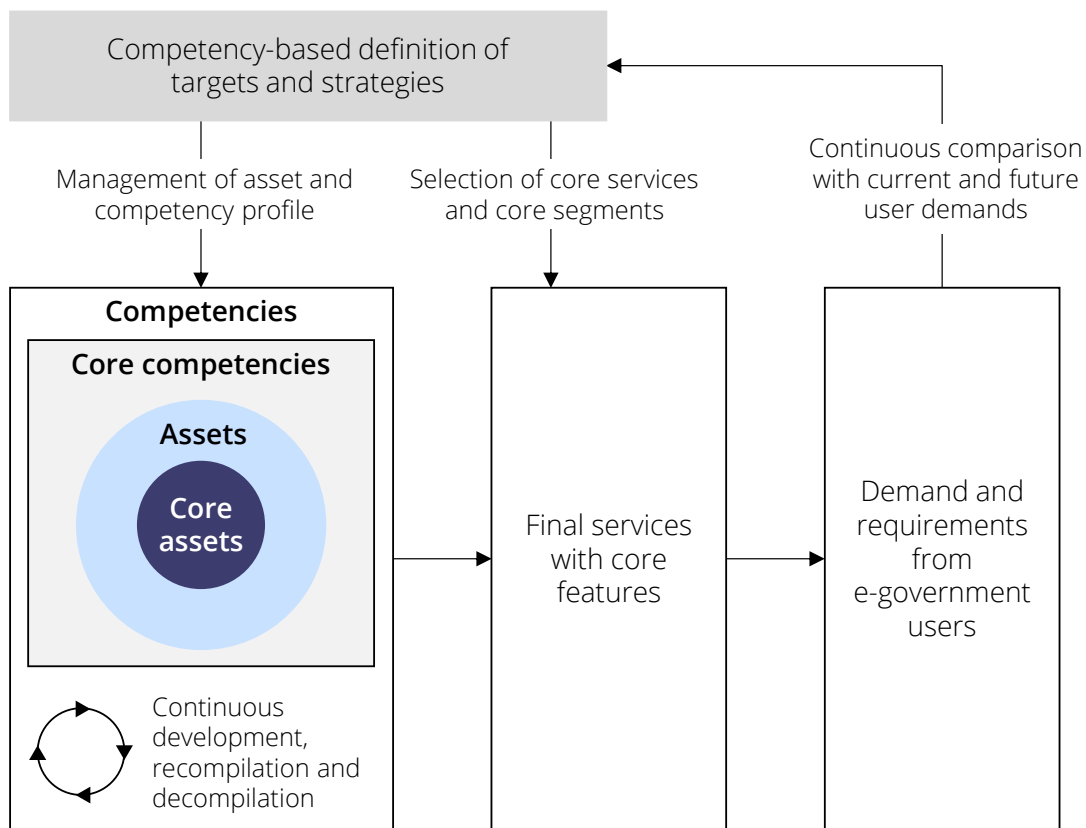 Competency-based definition of
targets and strategies
Management of asset and
competency profile
Selection of core services
and core segments
Continuous comparison
with current and future
user demands
Competencies
Core competencies
Assets
Core
assets
Continuous
development,
recompilation and
decompilation
Final services
with core
features
Demand and
requirements
from
e-government
users